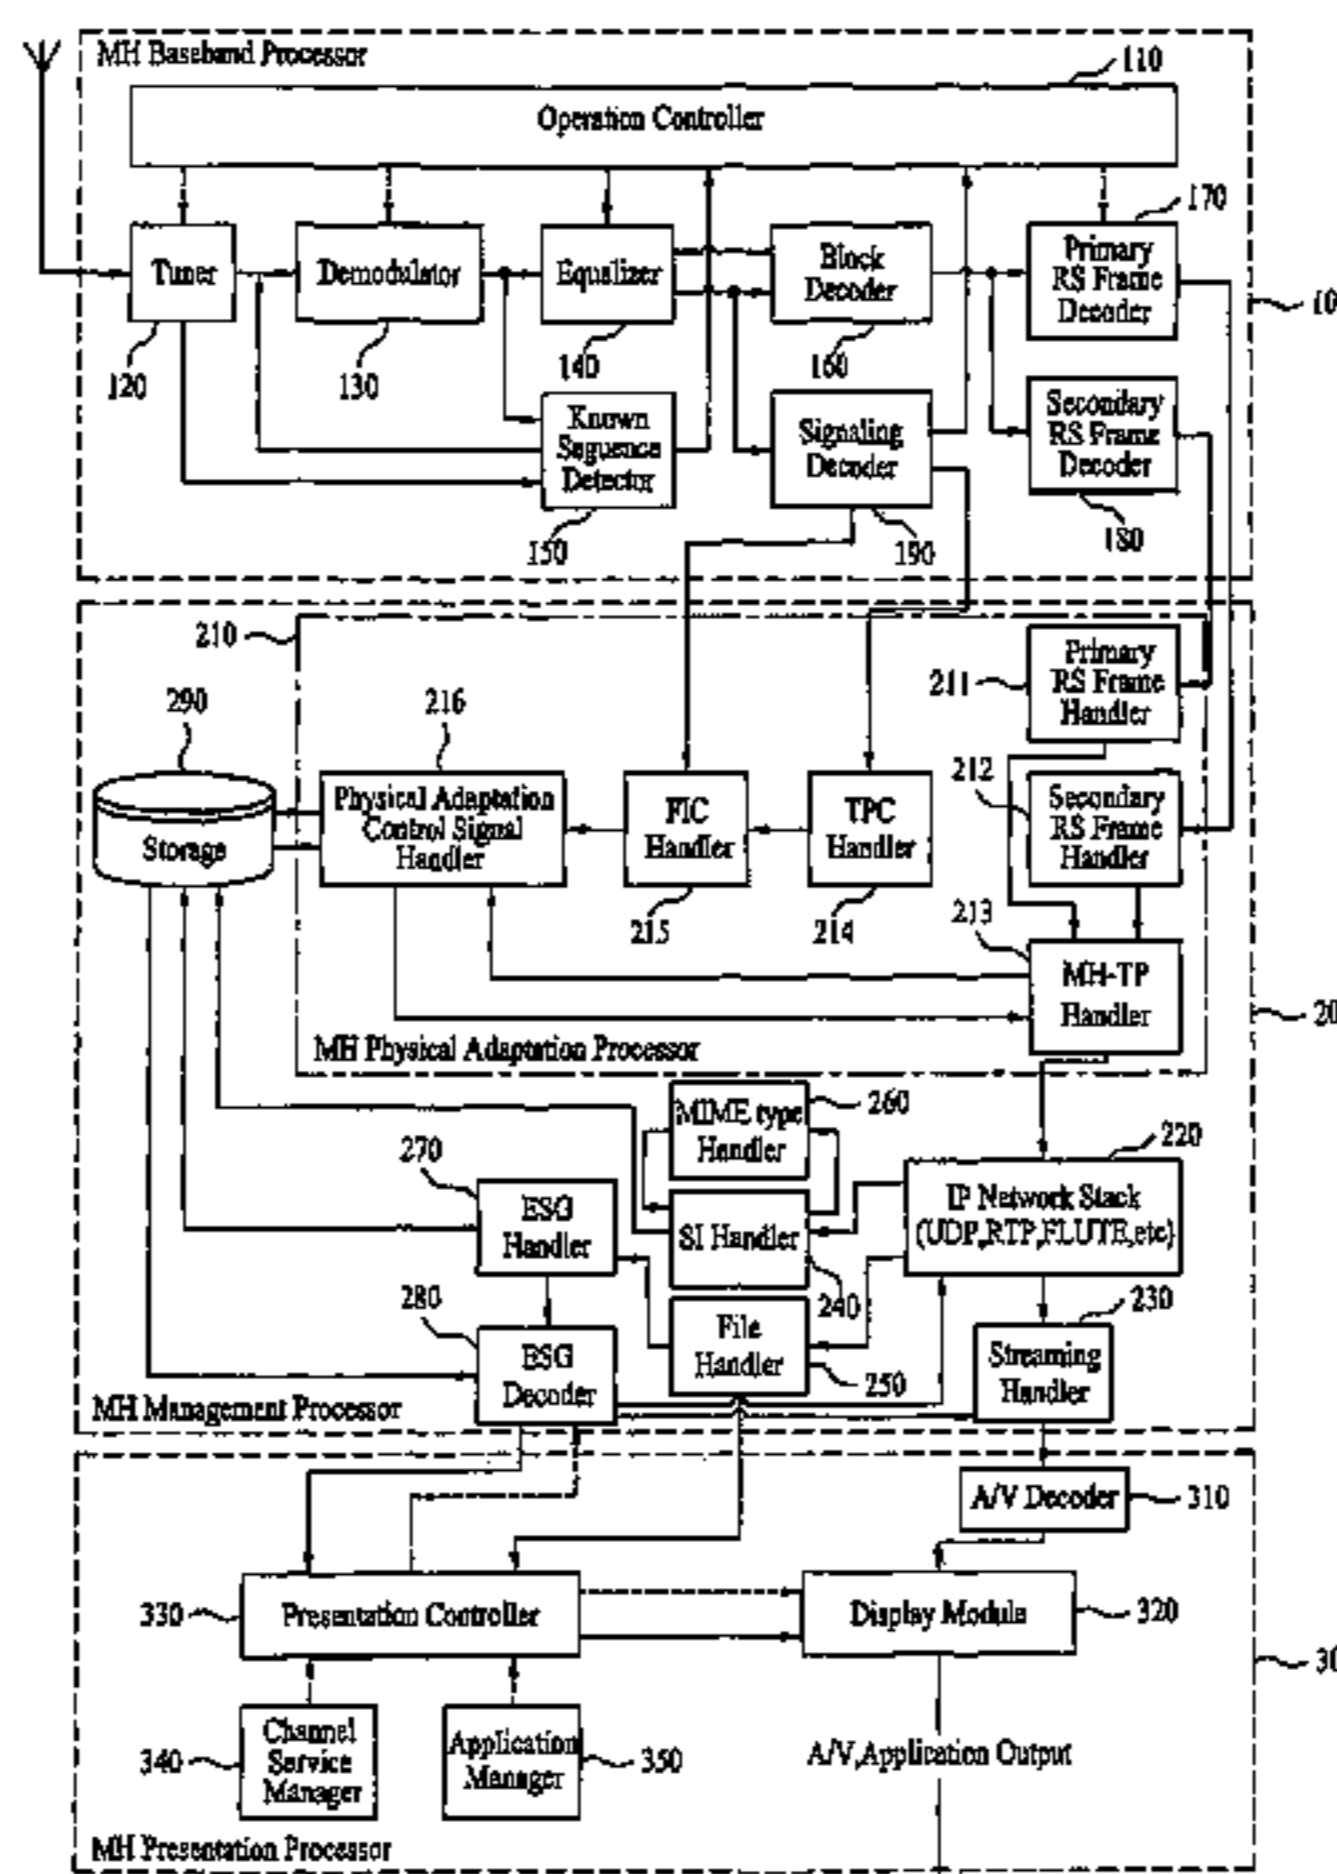 MH Baseband Processor
110
Operation Controller
170
Tuner
Demodulator
Equalizer
Block
Decoder
Primary
RS Frame
Decoder
10
120
130
140
160
Known
Seguence
Detector
Signaling
Decoder
Secondary
RS Frame
Decoder
150
190
180
210
Primary
RS Frame
Handler
211
290
216
212
Storage
Physical Adaptation
Control Signal
Handler
FIC
Handler
TPC
Handler
Secondary
RS Frame
Handler
215
214
213
MH-TP
Handler
20
MH Physical Adaptation Processor
MIME type
Handler
260
270
220
ESG
Handler
SI Handler
IP Network Stack
(UDP,RTP,FLUTE,etc)
240
280
230
ESG
Decoder
File
Handler
250
Streaming
Handler
MH Management Processor
A/V Decoder
310
330
Presentation Controller
Display Module
320
30
340
Channel
Service
Manager
Application
Manager
350
A/V,Application Output
MH Presentation Processor